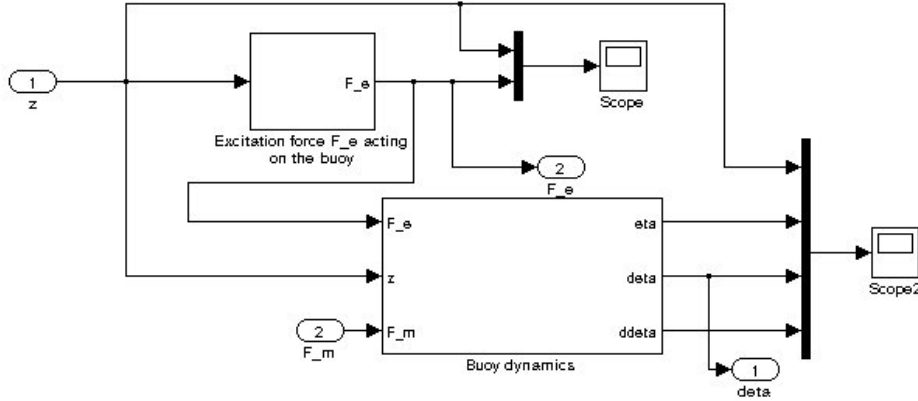 1
z
F_e
Excitation force F_e acting
on the buoy
Scope
2
F_e
F_e
z
F_m
eta
deta
ddeta
Buoy dynamics
2
F_m
Scope2
1
deta